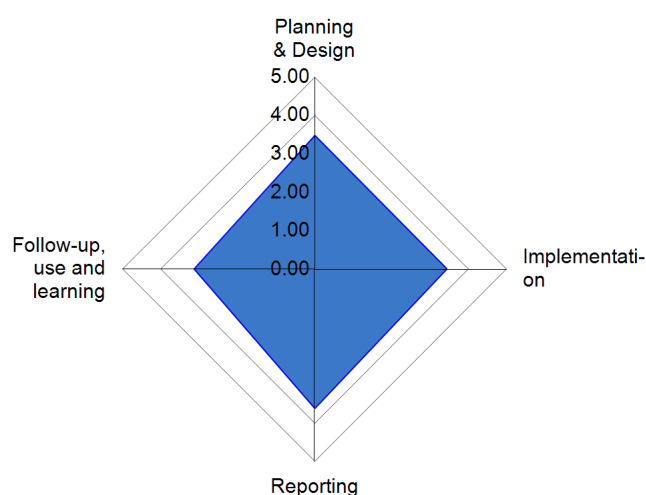 Planning
& Design
5.00
4.00
3.00
2.00
1.00
0.00
Follow-up,
use and
learning
Implementati-
on
Reporting